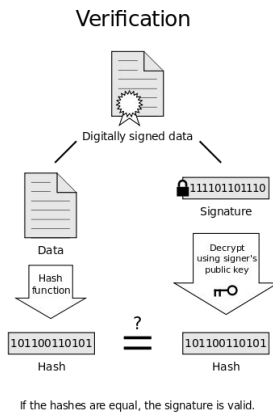 Verification
Digitally signed data
111101101110
Signature
Data
Hash
function
Decrypt
using signer's
public key
?
=
101100110101
Hash
101100110101
Hash
If the hashes are equal, the signature is valid.